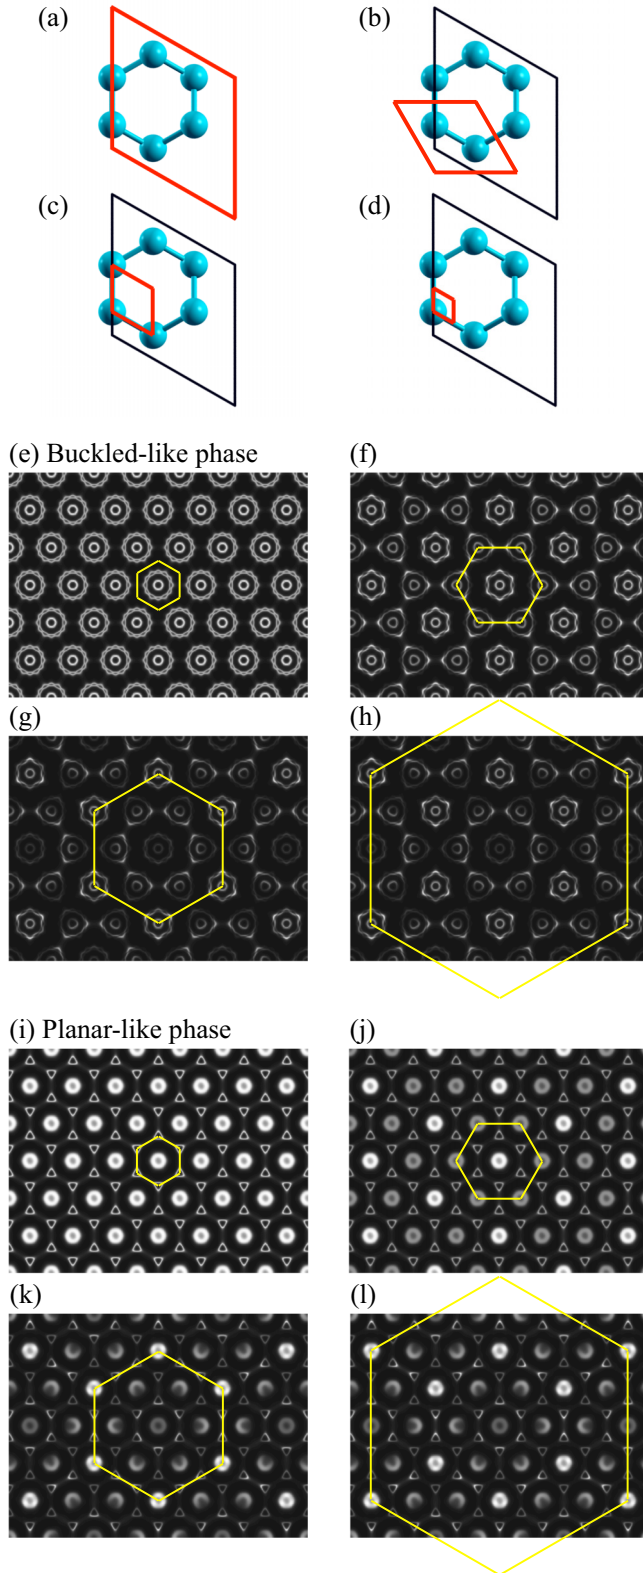 (a) (b)
(c) (d)
(e) Buckled-like phase (f)
(g) (h)
(i) Planar-like phase (j)
(k) (l)